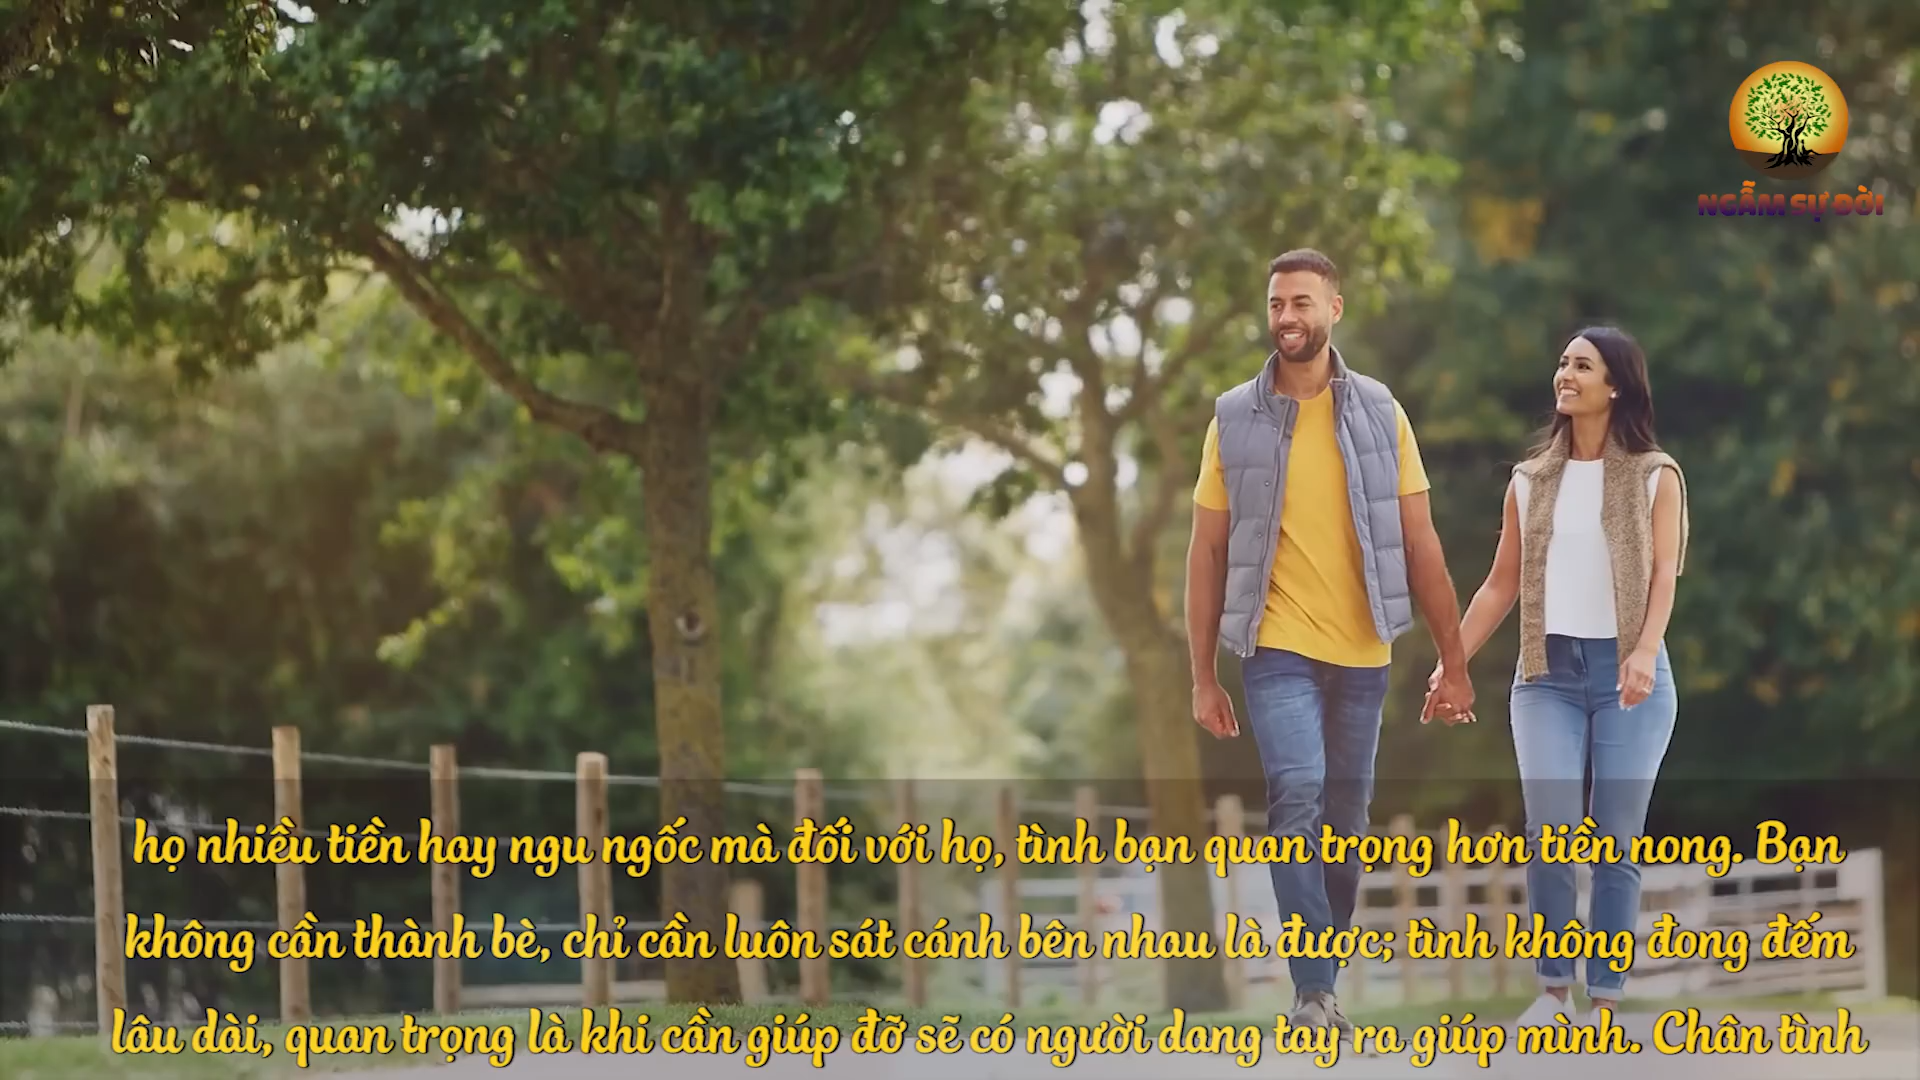 NGẪM SỰ ĐỜI
họ nhiều tiền hay ngu ngốc mà đối với họ, tình bạn quan trọng hơn tiền nong. Bạn
không cần thành bè, chỉ cần luôn sát cánh bên nhau là được; tình không đong đếm
lâu dài, quan trọng là khi cần giúp đỡ sẽ có người dang tay ra giúp mình. Chân tình